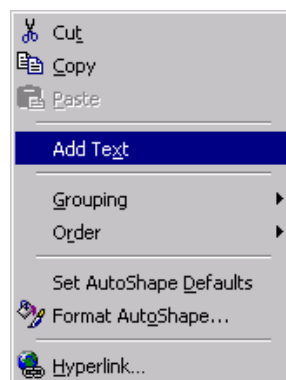 Cut
Copy
Paste
Add Text
Grouping
Order
Set AutoShape Defaults
Format AutoShape...
Hyperlink...